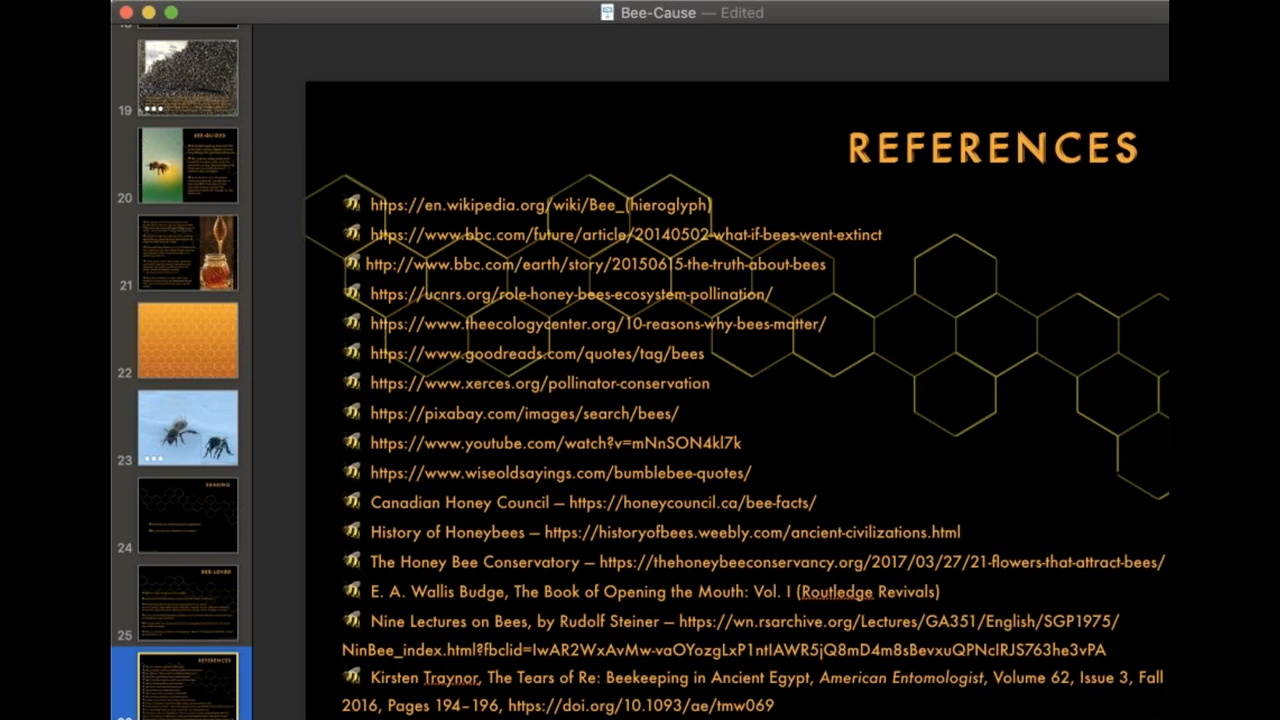 Bee-Cause — Edited
REFERENCES
https://en.wikipedia.org/wiki/Bee_(hieroglyph)
https://www.bbc.com/future/article/20140502-what-if-bees-went-extinct
http://www.bbc.com/earth/story/20150615-the-truth-about-bees
https://ucnrs.org/role-honey-bees-ecosystem-pollination/
https://www.theecologycenter.org/10-reasons-why-bees-matter/
https://www.goodreads.com/quotes/tag/bees
https://www.xerces.org/pollinator-conservation
https://pixabay.com/images/search/bees/
https://www.youtube.com/watch?v=mNnSON4kl7k
https://www.wiseoldsayings.com/bumblebee-quotes/
Canadian Honey Council – https://honeycouncil.ca/bee-facts/
History of Honeybees – https://historyofbees.weebly.com/ancient-civilizations.html
The Honey Bee Conservatory – https://thehoneybeeconservancy.org/2017/03/27/21-flowers-that-attract-bees/
E. A. Wallis Budge, The Book of Opening the Mouth: Vol. I (Routledge Revivals)
Nine Lectures on Bees, by Rudolf Steiner – https://wn.rsarchive.org/Lectures/GA351/English/SGP1975/
NinBee_index.html?fbclid=IwAR2WxAvMw-vaOYozgLxP1ntIAWR5jQ8mD4m8sBevxuQPNcIRJS763he3vPA
Kirsten Traynor, The Tears of Re: Beekeeping in Ancient Egypt, American Entomologist, Volume 62, Issue 3, Fall
2016, Pages 194–196, https://doi.org/10.1093/ae/tmw069
19
20
BEE-GUIDES
21
22
23
24
SHARING
25
BEE-LOVED
REFERENCES